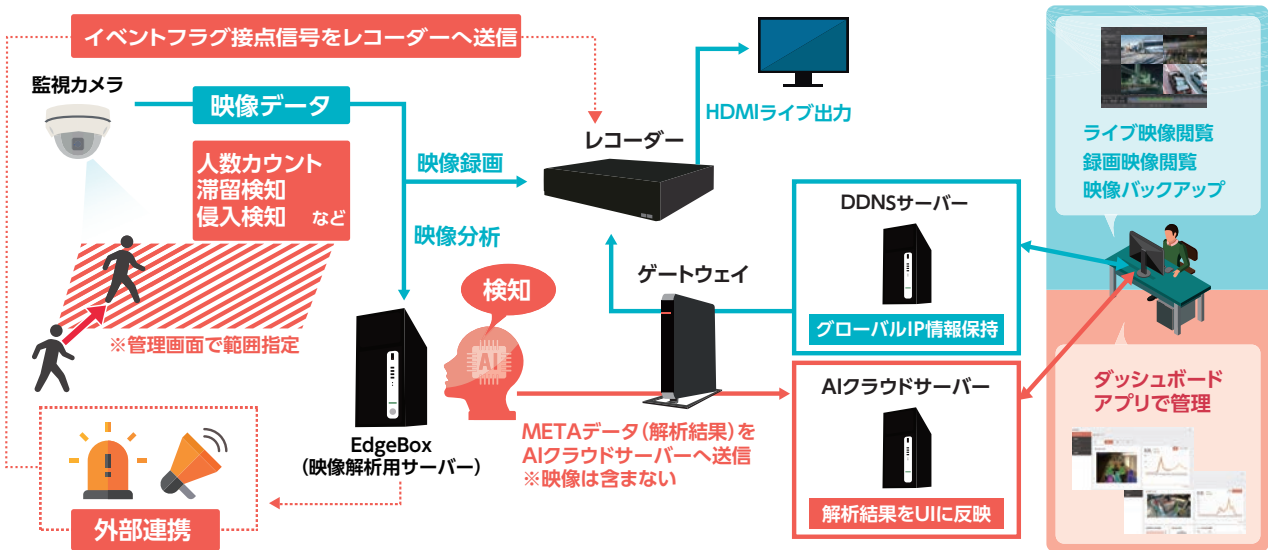 イベントフラグ接点信号をレコーダーへ送信
監視カメラ
映像データ
人数カウント
滞留検知
侵入検知 など
※管理画面で範囲指定
映像録画
映像分析
レコーダー
HDMIライブ出力
検知
AI
ゲートウェイ
EdgeBox
(映像解析用サーバー)
METAデータ(解析結果)を
AIクラウドサーバーへ送信
※映像は含まない
外部連携
DDNSサーバー
グローバルIP情報保持
AIクラウドサーバー
解析結果をUIに反映
ライブ映像閲覧
録画映像閲覧
映像バックアップ
ダッシュボード
アプリで管理